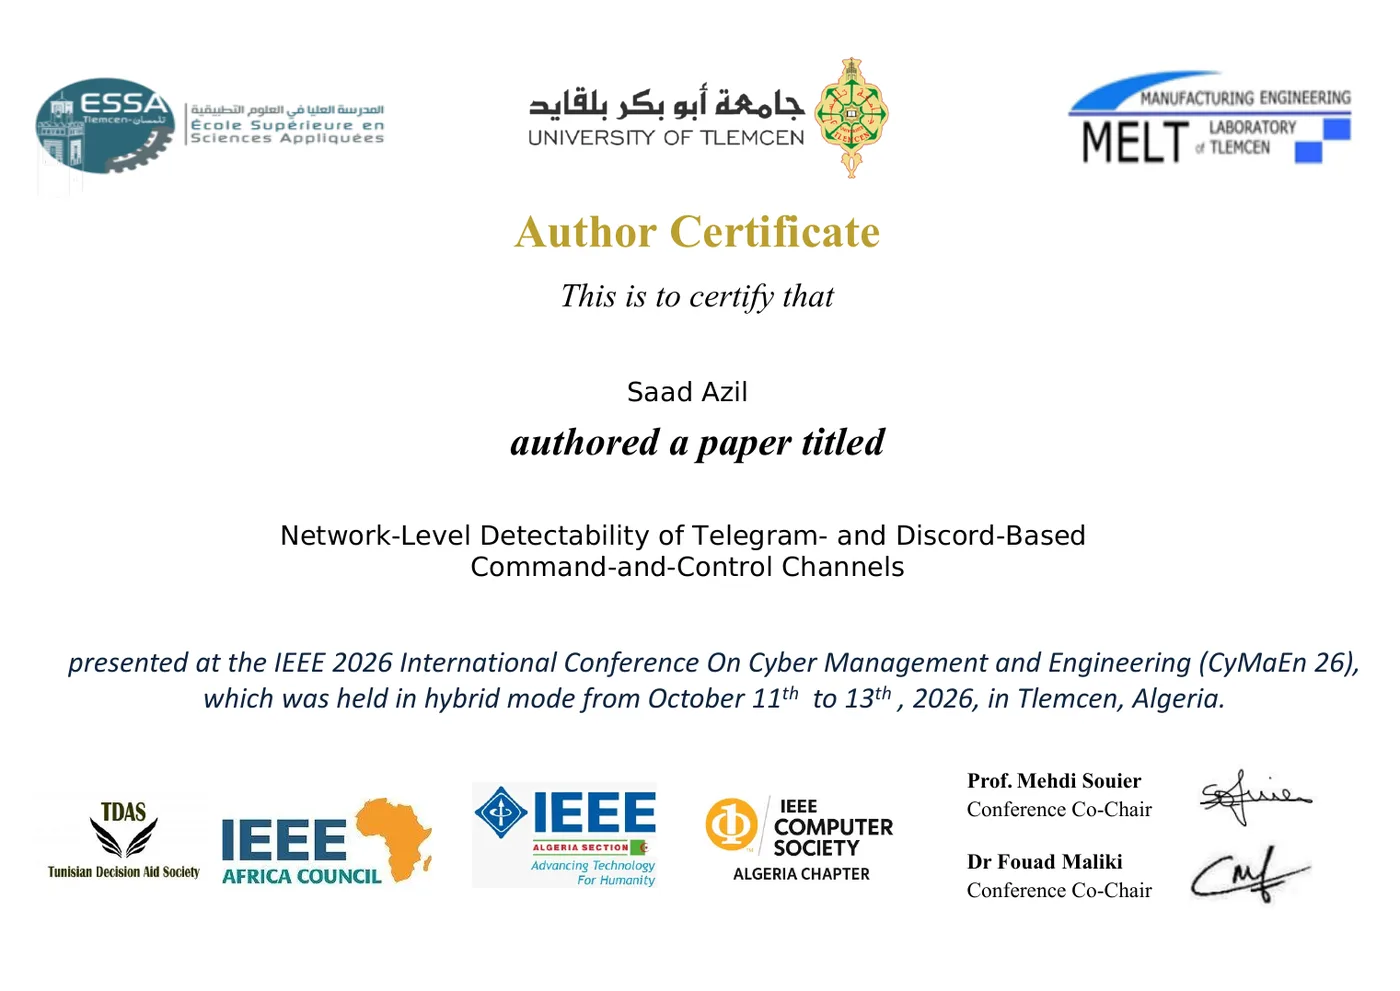 ESSA
Tlemcen-تلمسان
المدرسة العليا في العلوم التطبيقية
École Supérieure en
Sciences Appliquées
جامعة أبو بكر بلقايد
UNIVERSITY OF TLEMCEN
MANUFACTURING ENGINEERING
MELT LABORATORY
of TLEMCEN
Author Certificate
This is to certify that
Saad Azil
authored a paper titled
Network-Level Detectability of Telegram- and Discord-Based
Command-and-Control Channels
presented at the IEEE 2026 International Conference On Cyber Management and Engineering (CyMaEn 26),
which was held in hybrid mode from October 11th to 13th , 2026, in Tlemcen, Algeria.
TDAS
Tunisian Decision Aid Society
IEEE
AFRICA COUNCIL
IEEE
ALGERIA SECTION
Advancing Technology
For Humanity
IEEE
COMPUTER
SOCIETY
TM
ALGERIA CHAPTER
Prof. Mehdi Souier
Conference Co-Chair
Dr Fouad Maliki
Conference Co-Chair